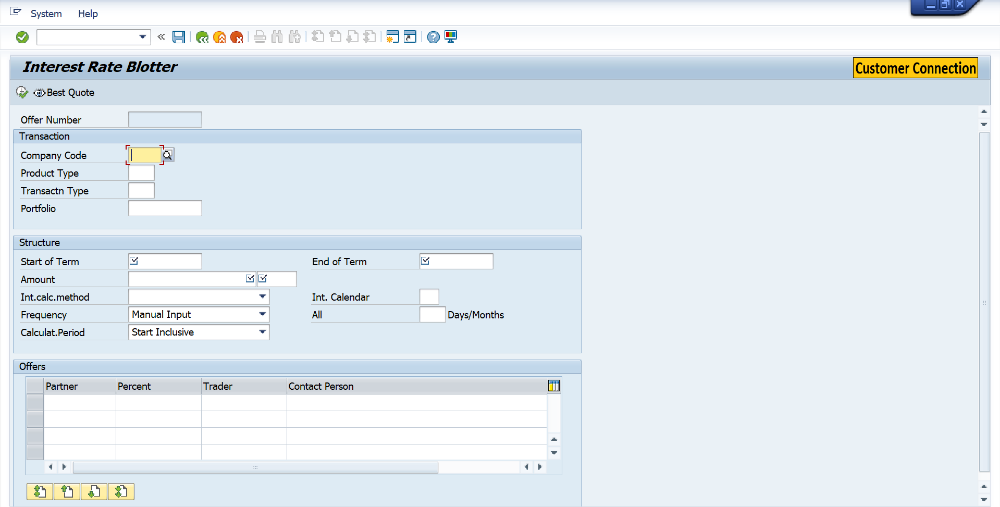 System Help
Interest Rate Blotter
Customer Connection
Best Quote
Offer Number
Transaction
Company Code
Product Type
Transactn Type
Portfolio
Structure
Start of Term End of Term
Amount
Int.calc.method Int. Calendar
Frequency Manual Input All Days/Months
Calculat.Period Start Inclusive
Offers
Partner Percent Trader Contact Person